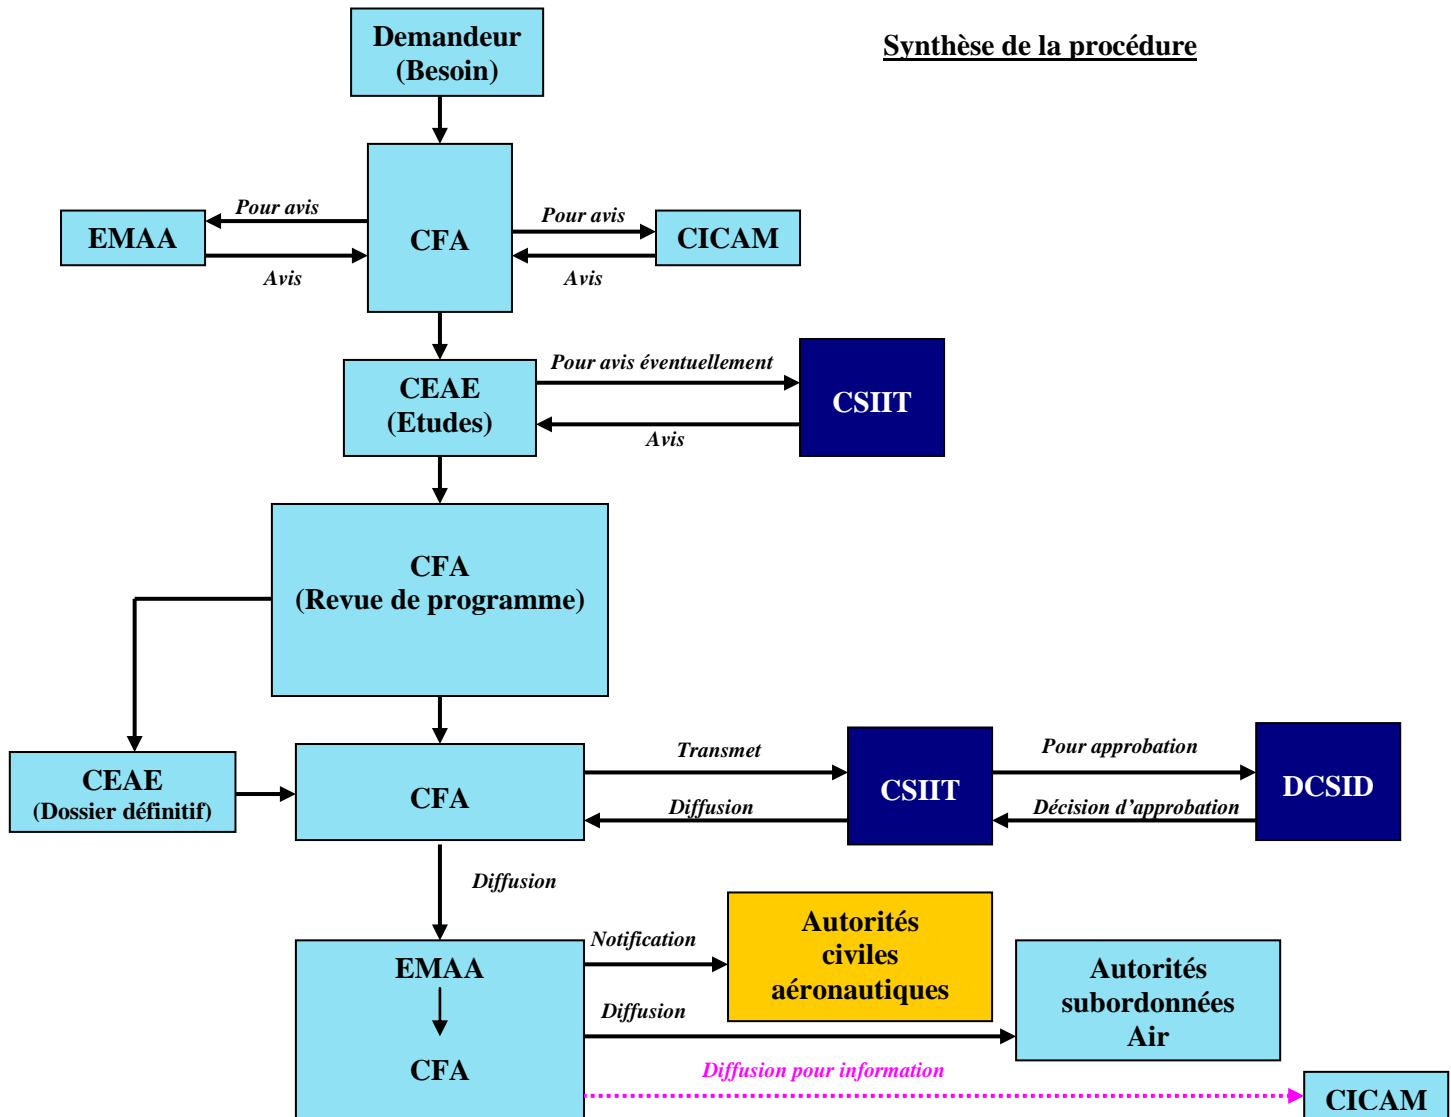 Demandeur
(Besoin)
Synthèse de la procédure
Pour avis
Pour avis
EMAA
CFA
CICAM
Avis
Avis
Pour avis éventuellement
CEAE
(Etudes)
CSIIT
Avis
CFA
(Revue de programme)
CEAE
(Dossier définitif)
CFA
Transmet
Diffusion
CSIIT
Pour approbation
Décision d’approbation
DCSID
Diffusion
EMAA
CFA
Notification
Autorités
civiles
aéronautiques
Diffusion
Autorités
subordonnées
Air
Diffusion pour information
CICAM